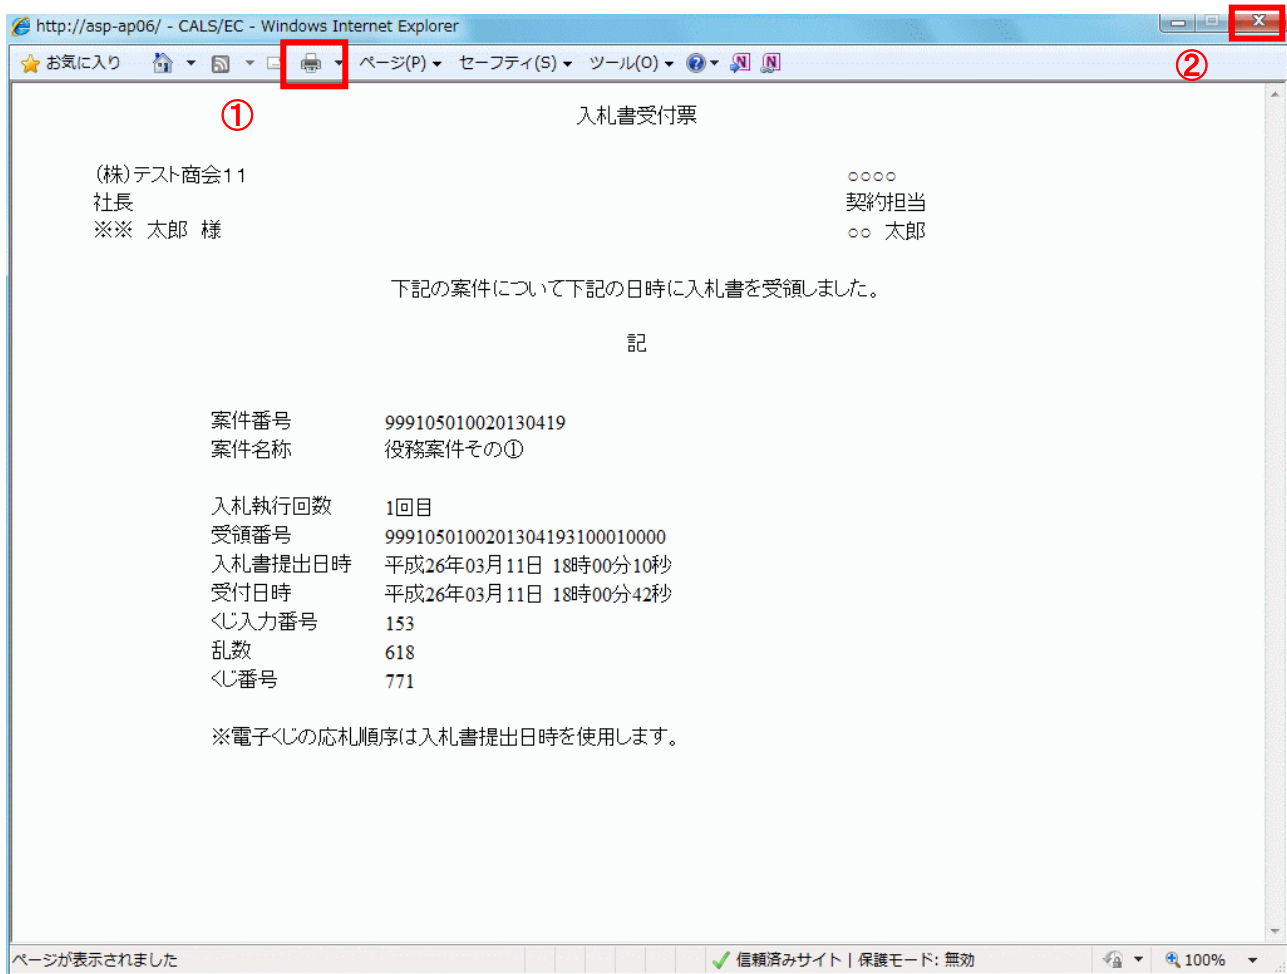 http://asp-ap06/ - CALS/EC - Windows Internet Explorer
お気に入り ページ(P) セーフティ(S) ツール(O)
①
②
入札書受付票
(株)テスト商会11
社長
※※ 太郎 様
○○○○
契約担当
○○ 太郎
下記の案件について下記の日時に入札書を受領しました。
記
案件番号 999105010020130419
案件名称 役務案件その①
入札執行回数 1回目
受領番号 9991050100201304193100010000
入札書提出日時 平成26年03月11日 18時00分10秒
受付日時 平成26年03月11日 18時00分42秒
くじ入力番号 153
乱数 618
くじ番号 771
※電子くじの応札順序は入札書提出日時を使用します。
ページが表示されました 信頼済みサイト | 保護モード: 無効 100%